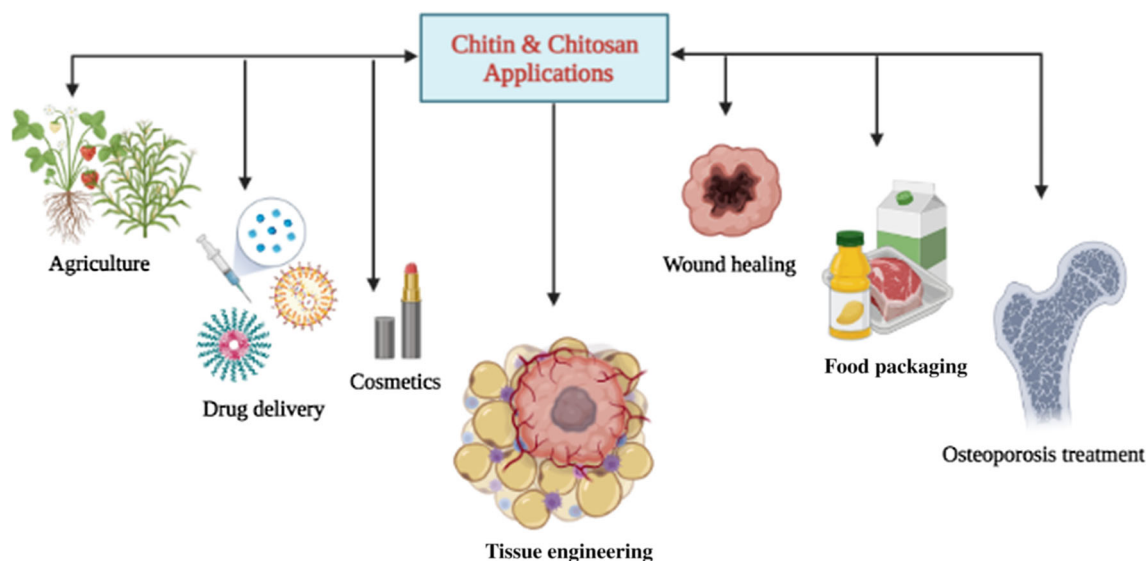 Chitin & Chitosan
Applications
Agriculture
Drug delivery
Cosmetics
Tissue engineering
Wound healing
Food packaging
Osteoporosis treatment